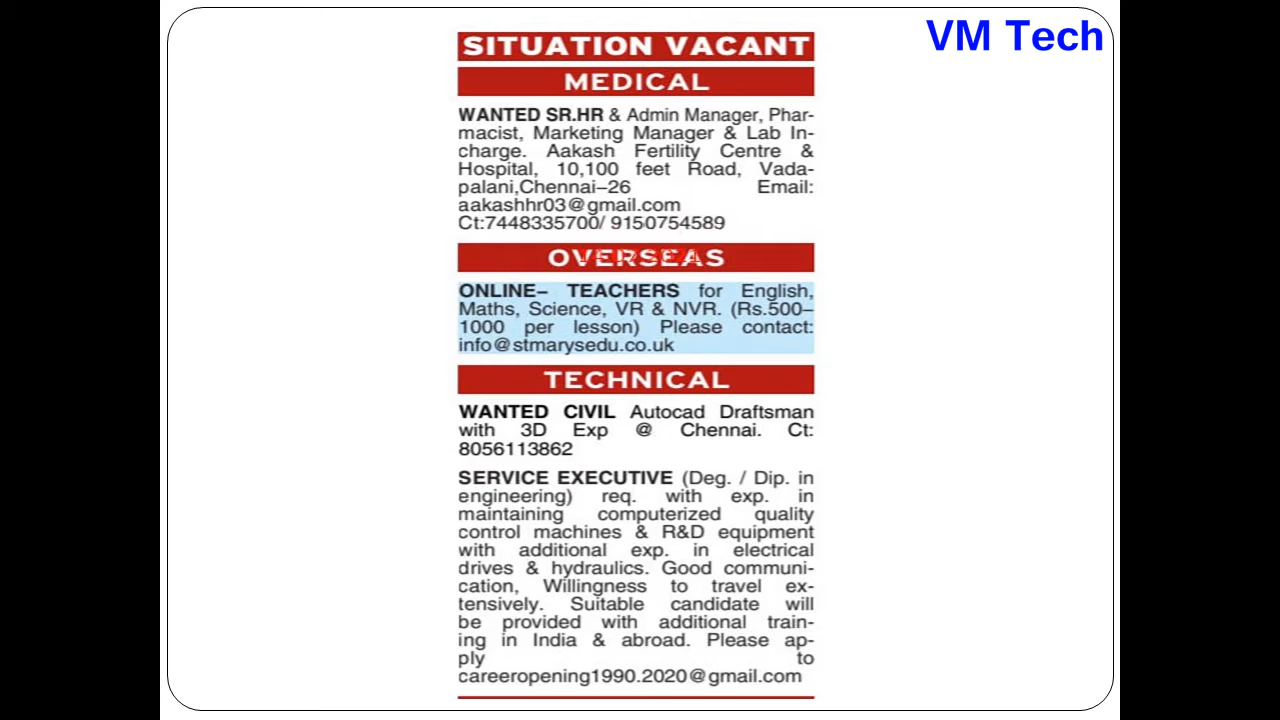 VM Tech
SITUATION VACANT
MEDICAL
WANTED SR.HR & Admin Manager, Phar-
macist, Marketing Manager & Lab In-
charge. Aakash Fertility Centre &
Hospital, 10,100 feet Road, Vada-
palani,Chennai–26 Email:
aakashhr03@gmail.com
Ct:7448335700/ 9150754589
OVERSEAS
ONLINE– TEACHERS for English,
Maths, Science, VR & NVR. (Rs.500–
1000 per lesson) Please contact:
info@stmarysedu.co.uk
TECHNICAL
WANTED CIVIL Autocad Draftsman
with 3D Exp @ Chennai. Ct:
8056113862
SERVICE EXECUTIVE (Deg. / Dip. in
engineering) req. with exp. in
maintaining computerized quality
control machines & R&D equipment
with additional exp. in electrical
drives & hydraulics. Good communi-
cation, Willingness to travel ex-
tensively. Suitable candidate will
be provided with additional train-
ing in India & abroad. Please ap-
ply to
careeropening1990.2020@gmail.com